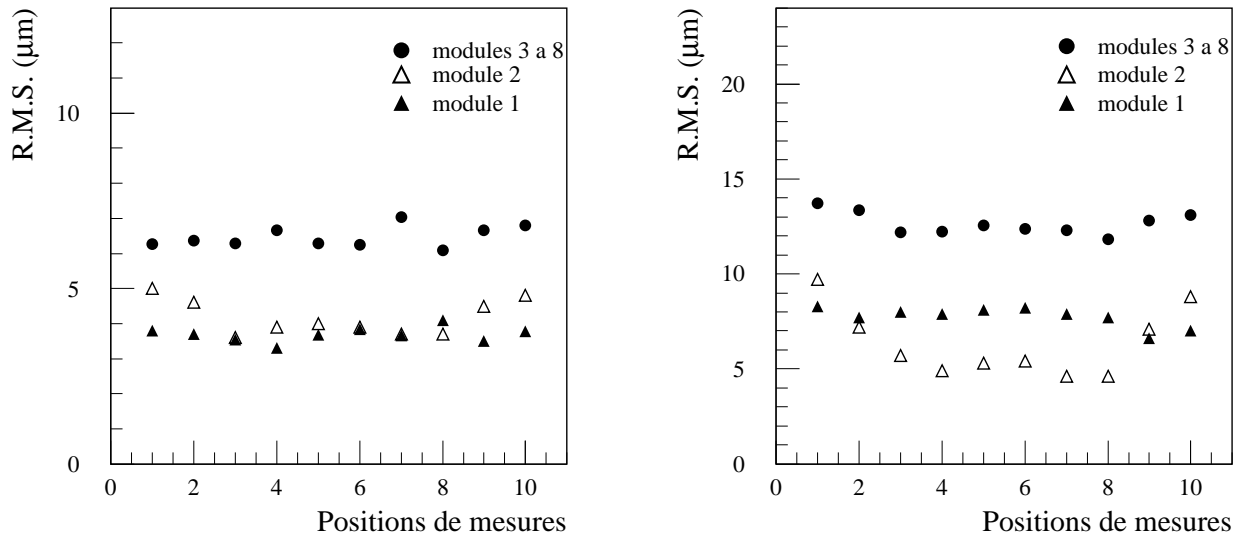 R.M.S. (µm)
modules 3 a 8
module 2
module 1
10
5
0
0 2 4 6 8 10
Positions de mesures
R.M.S. (µm)
modules 3 a 8
module 2
module 1
20
15
10
5
0
0 2 4 6 8 10
Positions de mesures